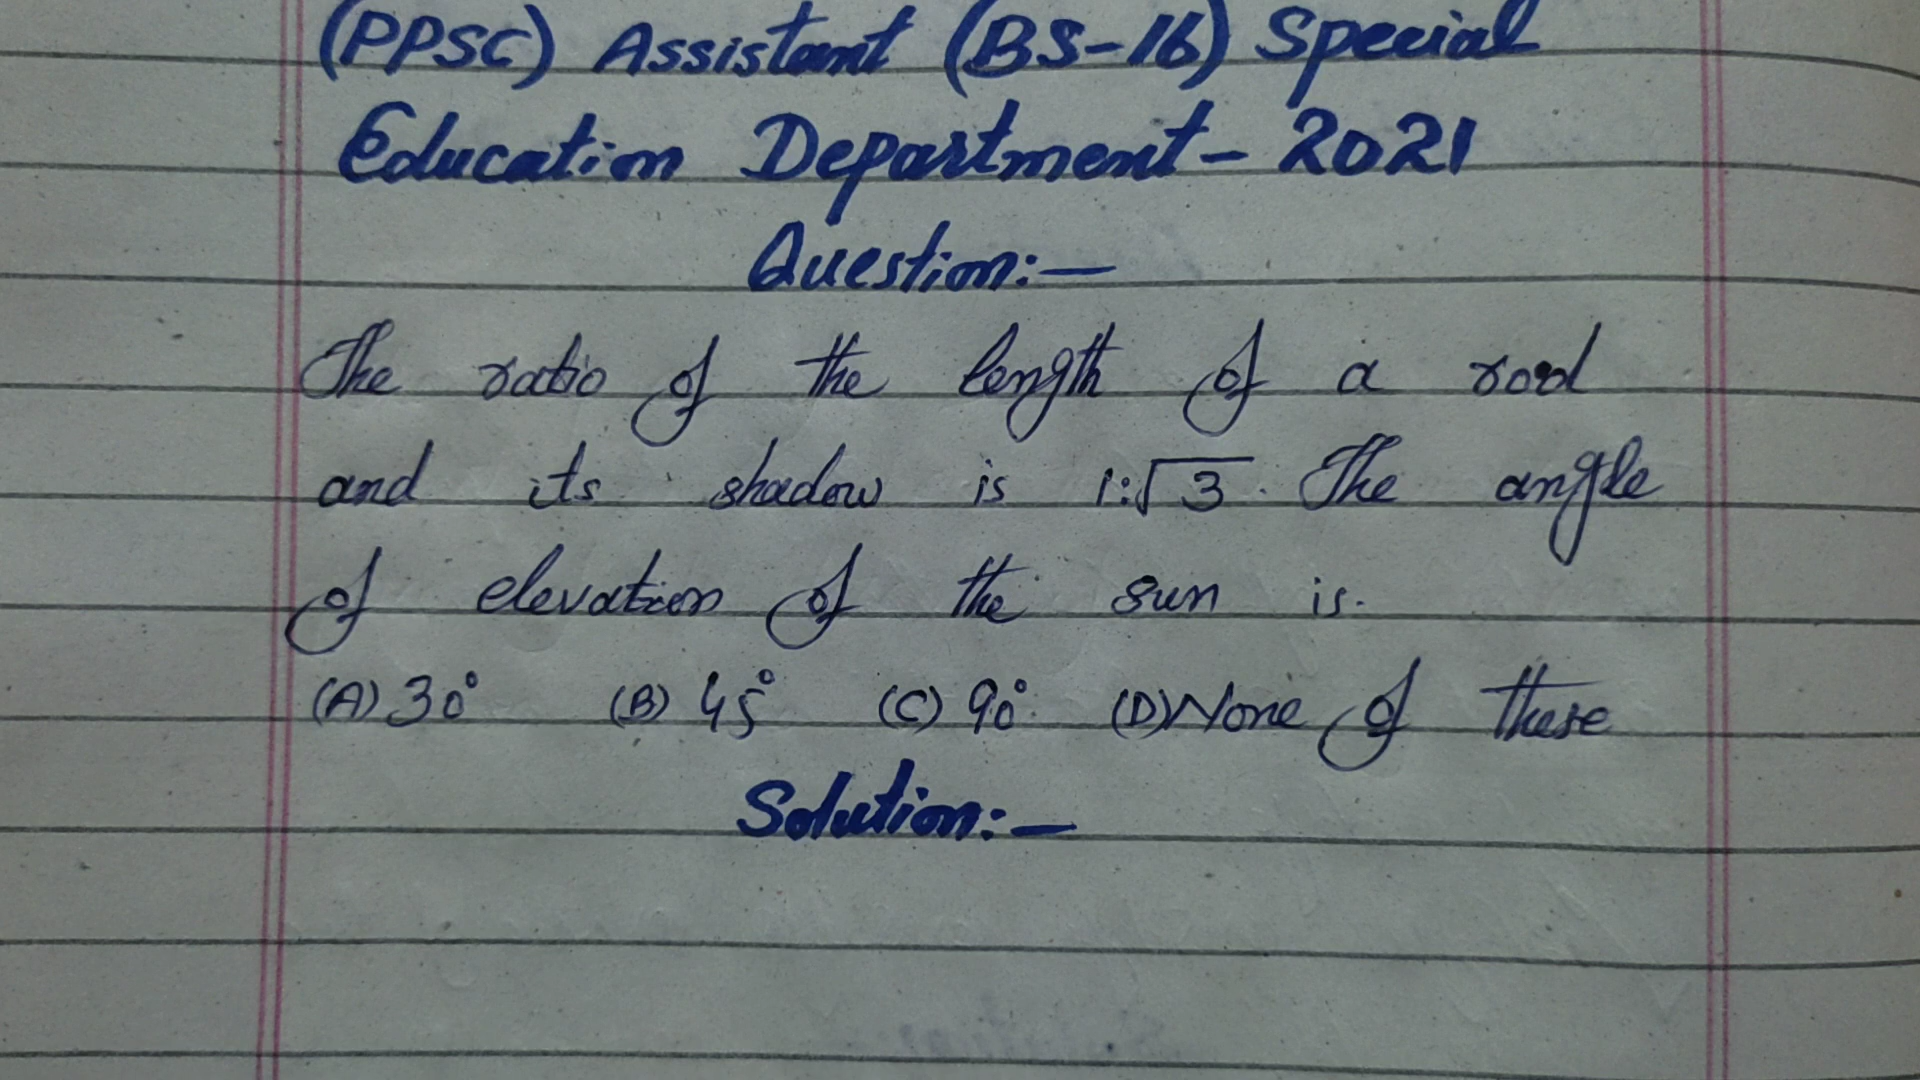 (PPSC) Assistant (BS-16) Special
Education Department - 2021
Question:—
The ratio of the length of a rod
and its shadow is 1:√3. The angle
of elevation of the sun is.
(A) 30° (B) 45° (C) 90° (D) None of these
Solution:—